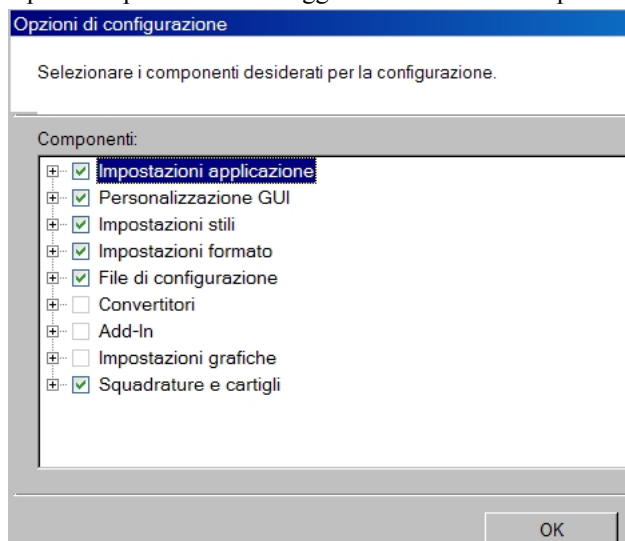 Opzioni di configurazione
Selezionare i componenti desiderati per la configurazione.
Componenti:
Impostazioni applicazione
Personalizzazione GUI
Impostazioni stili
Impostazioni formato
File di configurazione
Convertitori
Add-In
Impostazioni grafiche
Squadrature e cartigli
OK